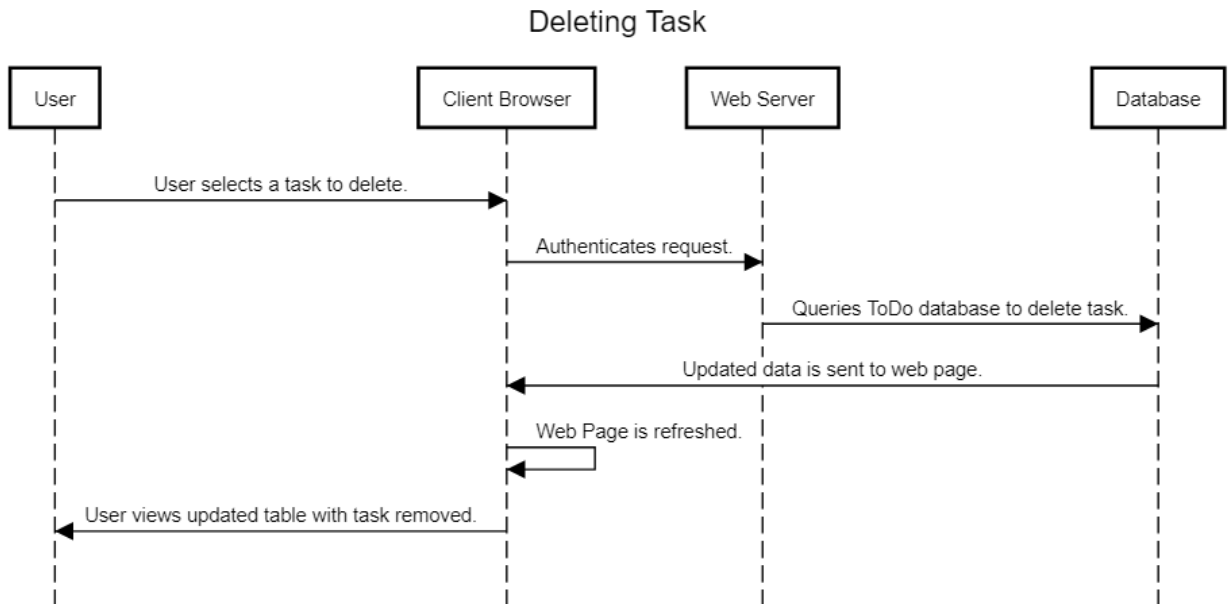 Deleting Task
User
Client Browser
Web Server
Database
User selects a task to delete.
Authenticates request.
Queries ToDo database to delete task.
Updated data is sent to web page.
Web Page is refreshed.
User views updated table with task removed.